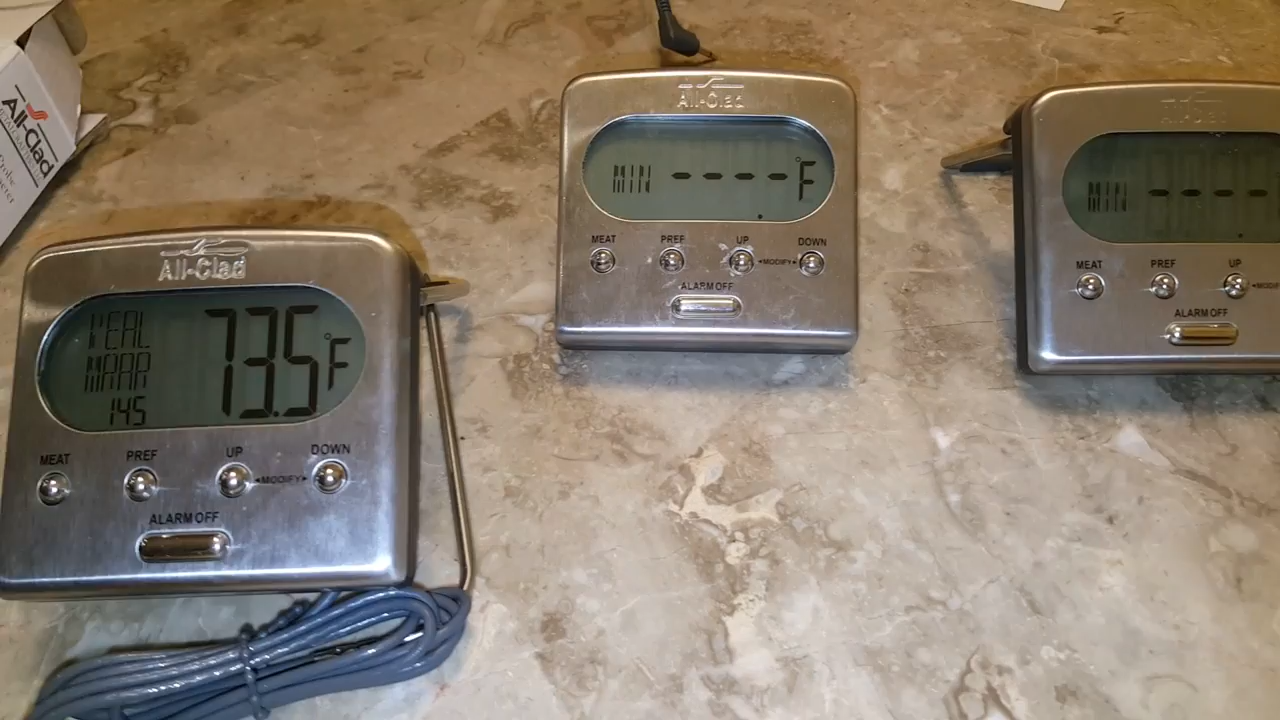 All-Clad
All-Clad
MIN ----°F
MEAT PREF UP DOWN
◄MODIFY►
ALARM OFF
All-Clad
MIN ----
MEAT PREF UP
ALARM OFF
All-Clad
VEAL
MRAR
145
73.5°F
MEAT PREF UP DOWN
◄MODIFY►
ALARM OFF